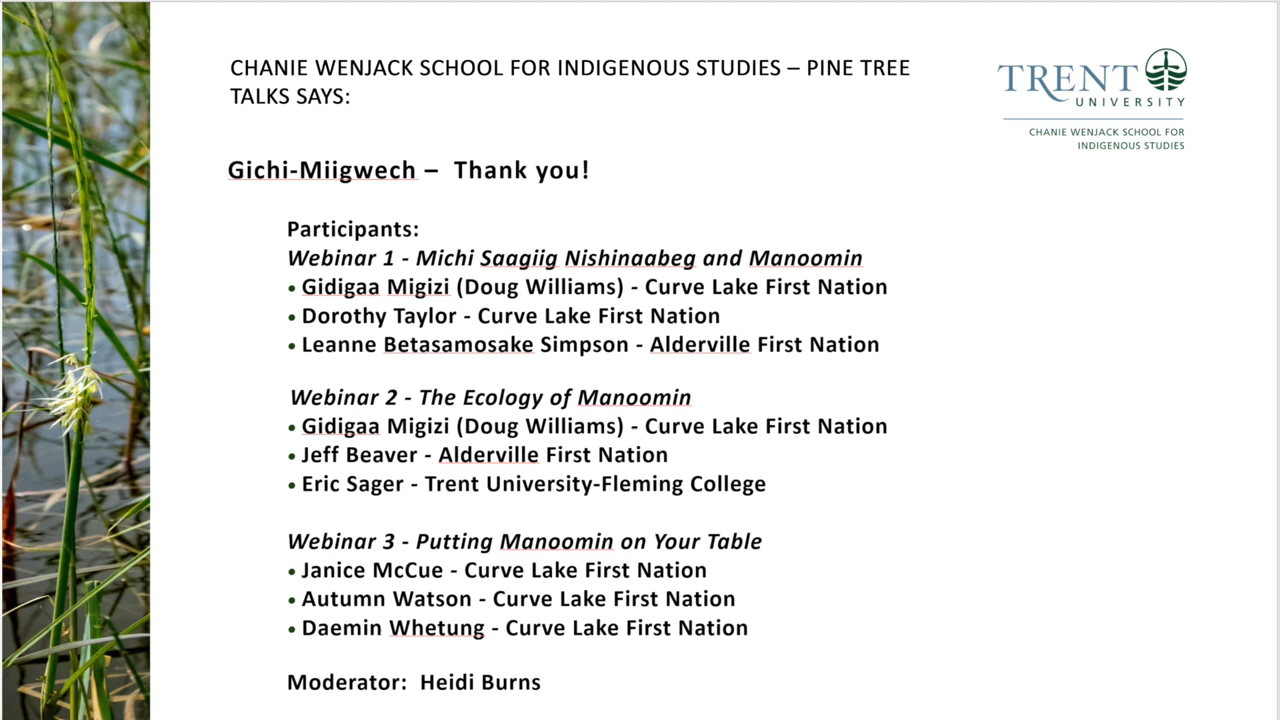 CHANIE WENJACK SCHOOL FOR INDIGENOUS STUDIES – PINE TREE
TALKS SAYS:
TRENT
UNIVERSITY
CHANIE WENJACK SCHOOL FOR
INDIGENOUS STUDIES
Gichi-Miigwech – Thank you!
Participants:
Webinar 1 - Michi Saagiig Nishinaabeg and Manoomin
• Gidigaa Migizi (Doug Williams) - Curve Lake First Nation
• Dorothy Taylor - Curve Lake First Nation
• Leanne Betasamosake Simpson - Alderville First Nation
Webinar 2 - The Ecology of Manoomin
• Gidigaa Migizi (Doug Williams) - Curve Lake First Nation
• Jeff Beaver - Alderville First Nation
• Eric Sager - Trent University-Fleming College
Webinar 3 - Putting Manoomin on Your Table
• Janice McCue - Curve Lake First Nation
• Autumn Watson - Curve Lake First Nation
• Daemin Whetung - Curve Lake First Nation
Moderator: Heidi Burns